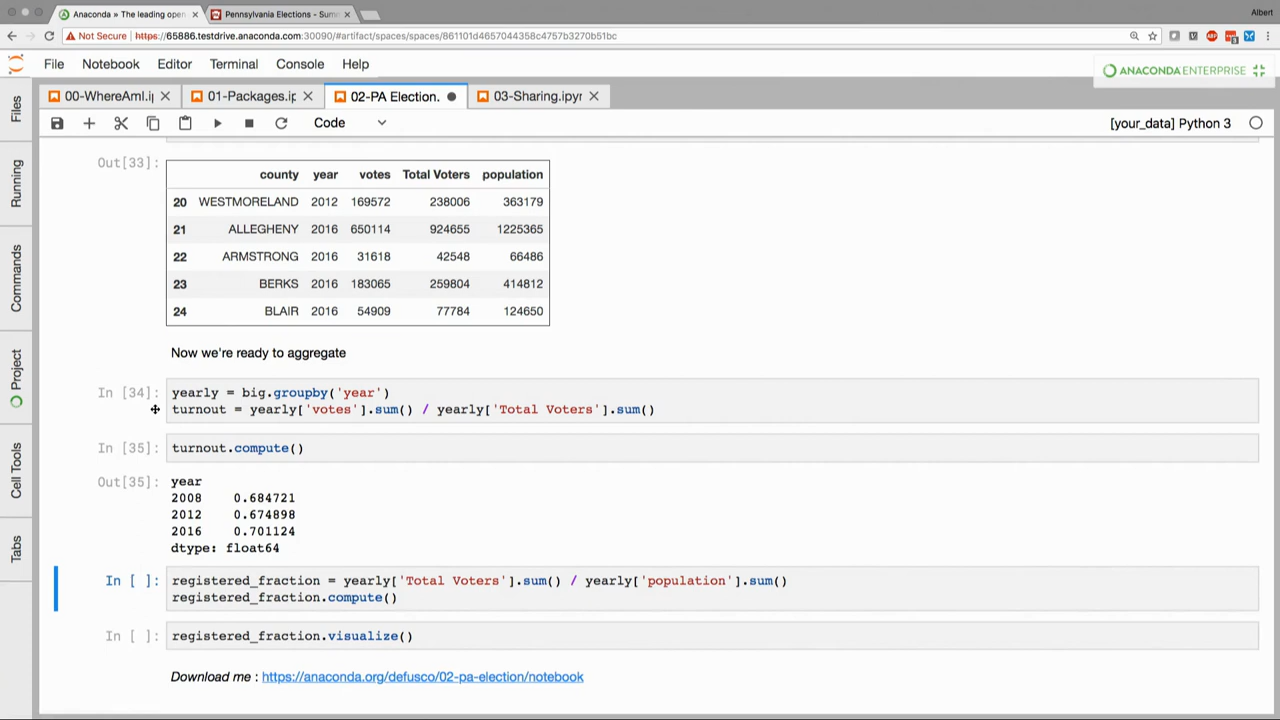 Anaconda » The leading open
Pennsylvania Elections - Sum
Albert
Not Secure https://65886.testdrive.anaconda.com:30090/#artifact/spaces/spaces/861101d4657044358c4757b3270b51bc
File Edit Run Editor Terminal Console Help
ANACONDA ENTERPRISE
00-WhereAmI.i
01-Packages.ip
02-PA Election.
03-Sharing.ipyr
Code
[your_data] Python 3
Files
Running
Commands
Project
Cell Tools
Tabs
Out[33]:
county year votes Total Voters population
20 WESTMORELAND 2012 169572 238006 363179
21 ALLEGHENY 2016 650114 924655 1225365
22 ARMSTRONG 2016 31618 42548 66486
23 BERKS 2016 183065 259804 414812
24 BLAIR 2016 54909 77784 124650
Now we're ready to aggregate
In [34]: yearly = big.groupby('year')
turnout = yearly['votes'].sum() / yearly['Total Voters'].sum()
In [35]: turnout.compute()
Out[35]: year
2008 0.684721
2012 0.674898
2016 0.701124
dtype: float64
In [ ]: registered_fraction = yearly['Total Voters'].sum() / yearly['population'].sum()
registered_fraction.compute()
In [ ]: registered_fraction.visualize()
Download me : https://anaconda.org/defusco/02-pa-election/notebook